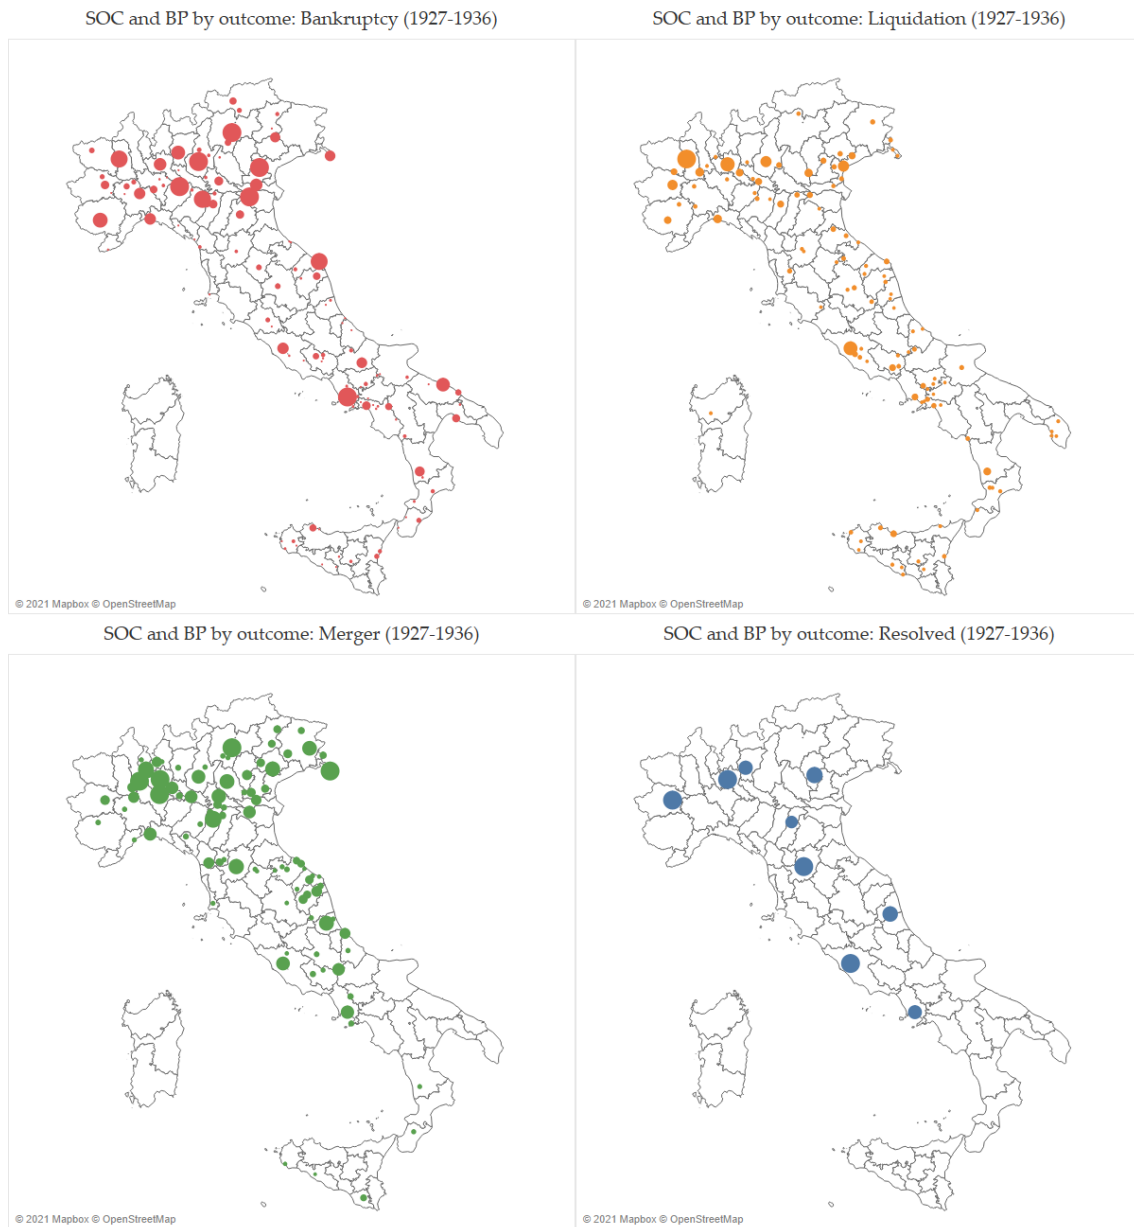 SOC and BP by outcome: Bankruptcy (1927-1936)
SOC and BP by outcome: Liquidation (1927-1936)
© 2021 Mapbox © OpenStreetMap
© 2021 Mapbox © OpenStreetMap
SOC and BP by outcome: Merger (1927-1936)
SOC and BP by outcome: Resolved (1927-1936)
© 2021 Mapbox © OpenStreetMap
© 2021 Mapbox © OpenStreetMap